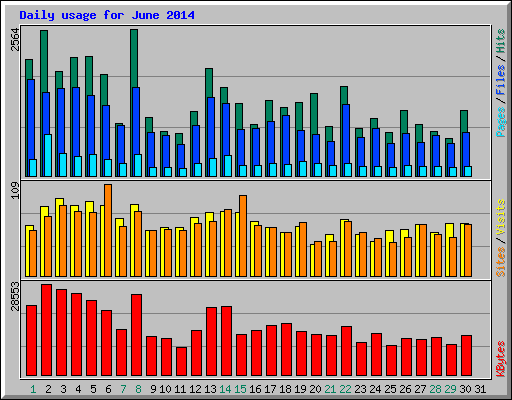 Daily usage for June 2014
2564
Pages / Files / Hits
109
Sites / Visits
28553
KBytes
1 2 3 4 5 6 7 8 9 10 11 12 13 14 15 16 17 18 19 20 21 22 23 24 25 26 27 28 29 30 31